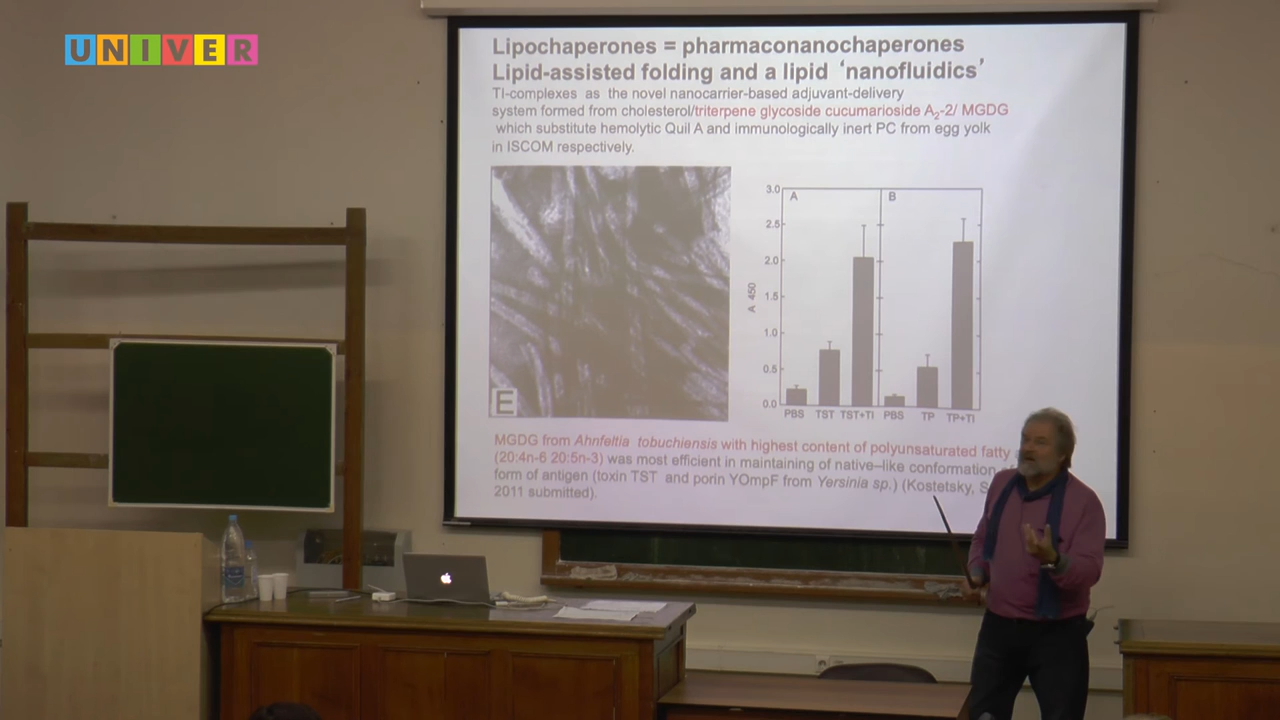 UNIVER
Lipochaperones = pharmaconanochaperones
Lipid-assisted folding and a lipid ‘nanofluidics’
TI-complexes as the novel nanocarrier-based adjuvant-delivery
system formed from cholesterol/triterpene glycoside cucumarioside A2-2/ MGDG
which substitute hemolytic Quil A and immunologically inert PC from egg yolk
in ISCOM respectively.
E
A 450
3.0
2.5
2.0
1.5
1.0
0.5
0.0
A
B
PBS TST TST+TI PBS TP TP+TI
MGDG from Ahnfeltia tobuchiensis with highest content of polyunsaturated fatty
(20:4n-6 20:5n-3) was most efficient in maintaining of native–like conformation
form of antigen (toxin TST and porin YOmpF from Yersinia sp.) (Kostetsky, S
2011 submitted).